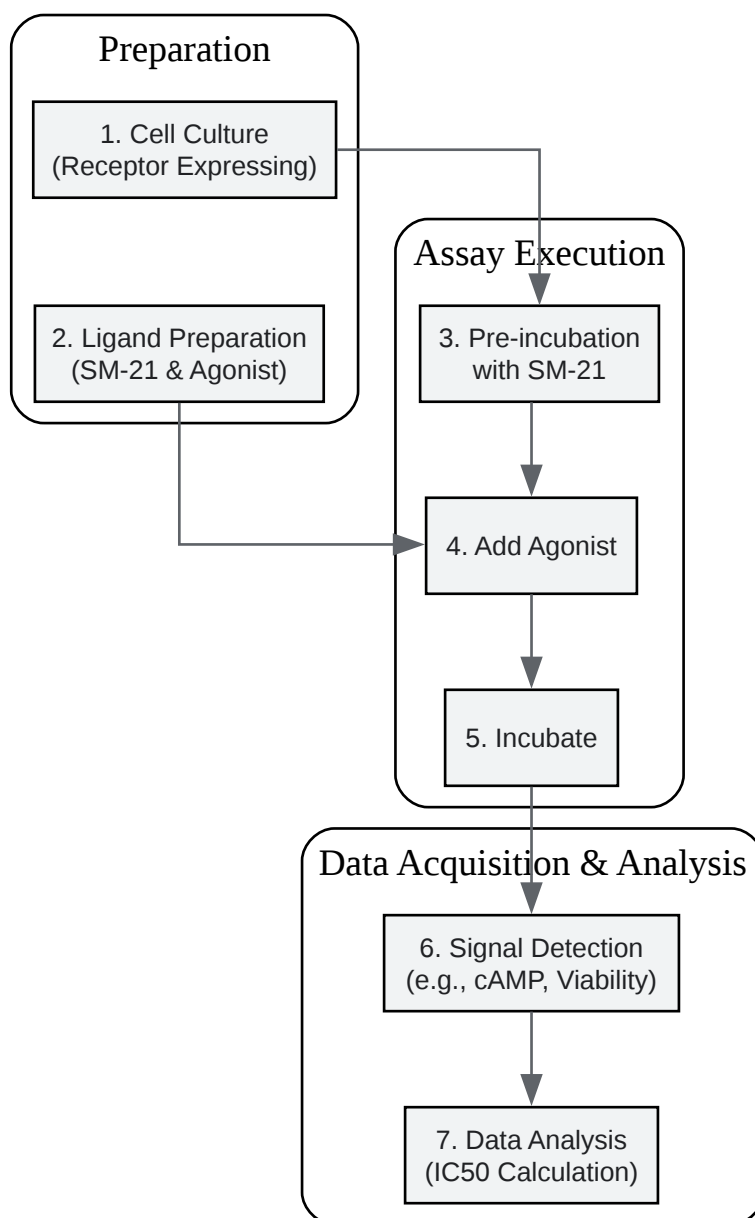 Preparation
1. Cell Culture
(Receptor Expressing)
2. Ligand Preparation
(SM-21 & Agonist)
Assay Execution
3. Pre-incubation
with SM-21
4. Add Agonist
5. Incubate
Data Acquisition & Analysis
6. Signal Detection
(e.g., cAMP, Viability)
7. Data Analysis
(IC50 Calculation)